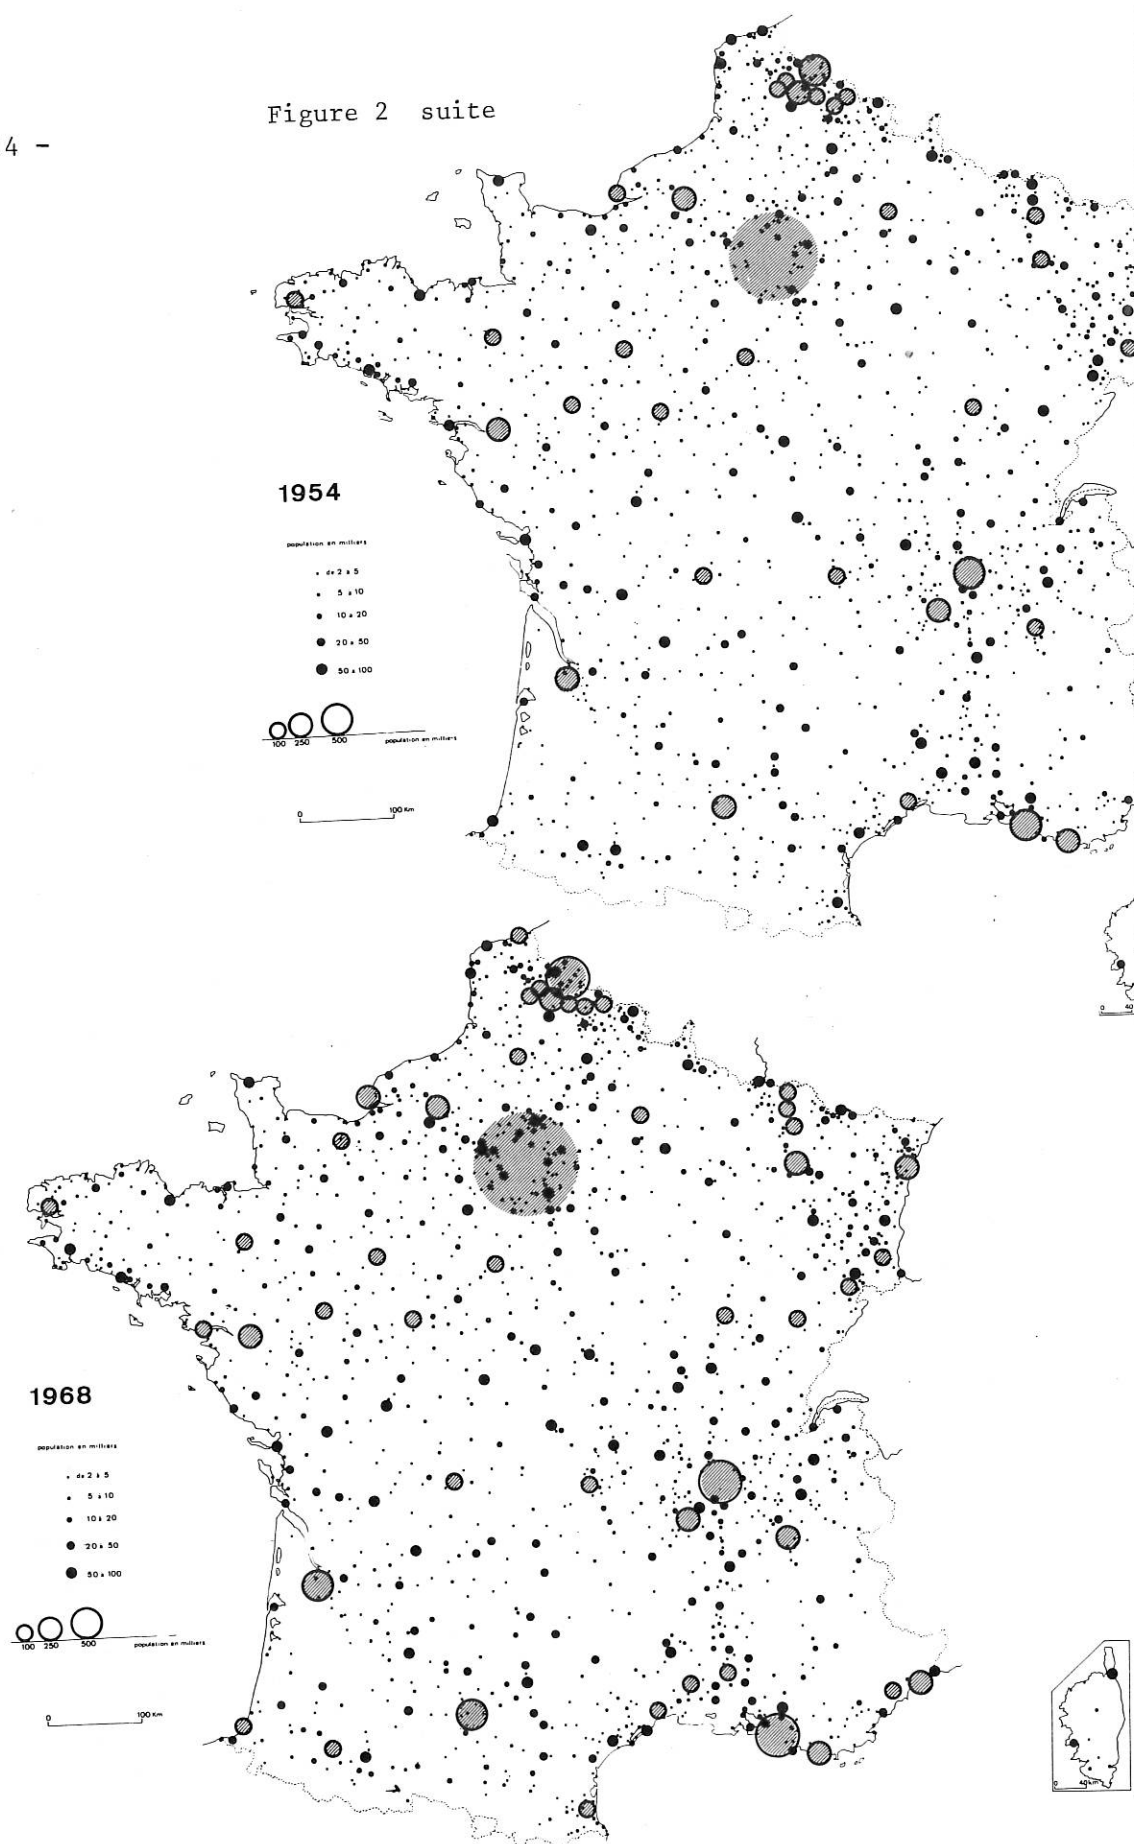 Figure 2 suite
4 -
1954
population en milliers
de 2 à 5
5 à 10
10 à 20
20 à 50
50 à 100
100 250 500 population en milliers
0 100 Km
0 40
1968
population en milliers
de 2 à 5
5 à 10
10 à 20
20 à 50
50 à 100
100 250 500 population en milliers
0 100 Km
0 40km